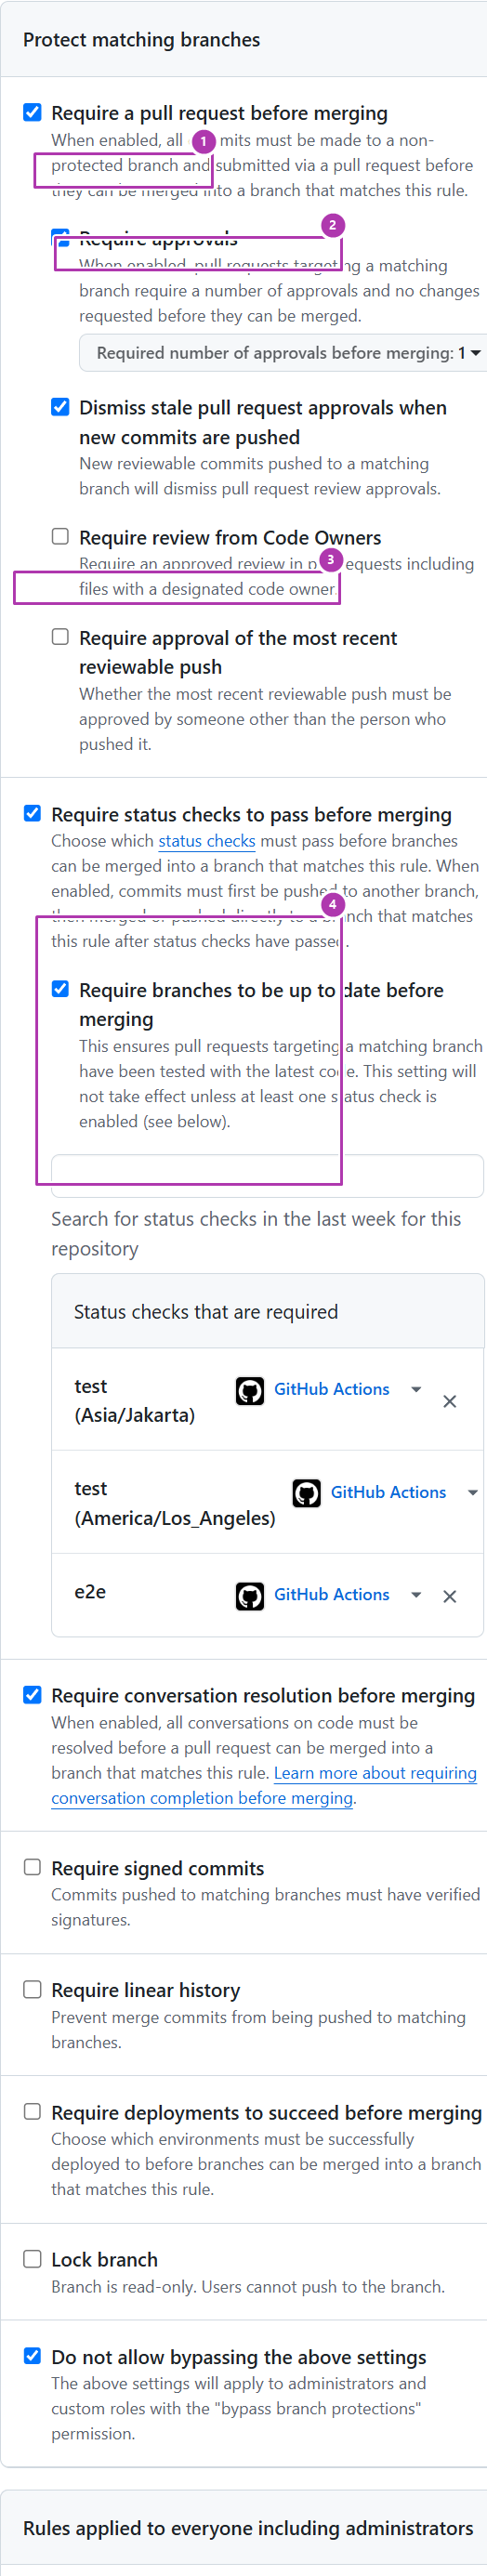 Protect matching branches
Require a pull request before merging
When enabled, all 1 mits must be made to a non-
protected branch and submitted via a pull request before
they can be merged into a branch that matches this rule.
2
Require approvals
When enabled, pull requests targeting a matching
branch require a number of approvals and no changes
requested before they can be merged.
Required number of approvals before merging: 1
Dismiss stale pull request approvals when
new commits are pushed
New reviewable commits pushed to a matching
branch will dismiss pull request review approvals.
Require review from Code Owners
Require an approved review in p 3 equests including
files with a designated code owner.
Require approval of the most recent
reviewable push
Whether the most recent reviewable push must be
approved by someone other than the person who
pushed it.
Require status checks to pass before merging
Choose which status checks must pass before branches
can be merged into a branch that matches this rule. When
enabled, commits must first be pushed to another branch,
4
then merged or pushed directly to a branch that matches
this rule after status checks have passed.
Require branches to be up to date before
merging
This ensures pull requests targeting a matching branch
have been tested with the latest code. This setting will
not take effect unless at least one status check is
enabled (see below).
Search for status checks in the last week for this
repository
Status checks that are required
test
(Asia/Jakarta)
GitHub Actions
test
(America/Los_Angeles)
GitHub Actions
e2e
GitHub Actions
Require conversation resolution before merging
When enabled, all conversations on code must be
resolved before a pull request can be merged into a
branch that matches this rule. Learn more about requiring
conversation completion before merging.
Require signed commits
Commits pushed to matching branches must have verified
signatures.
Require linear history
Prevent merge commits from being pushed to matching
branches.
Require deployments to succeed before merging
Choose which environments must be successfully
deployed to before branches can be merged into a branch
that matches this rule.
Lock branch
Branch is read-only. Users cannot push to the branch.
Do not allow bypassing the above settings
The above settings will apply to administrators and
custom roles with the "bypass branch protections"
permission.
Rules applied to everyone including administrators